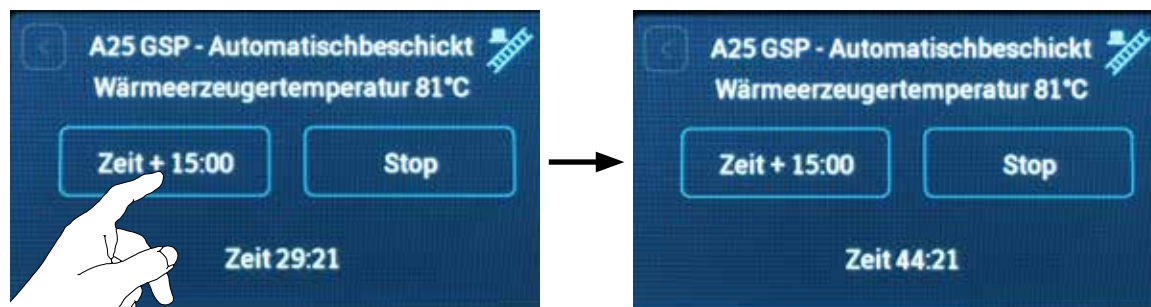 A25 GSP - Automatischbeschickt
Wärmeerzeugertemperatur 81°C
Zeit + 15:00
Stop
Zeit 29:21
A25 GSP - Automatischbeschickt
Wärmeerzeugertemperatur 81°C
Zeit + 15:00
Stop
Zeit 44:21